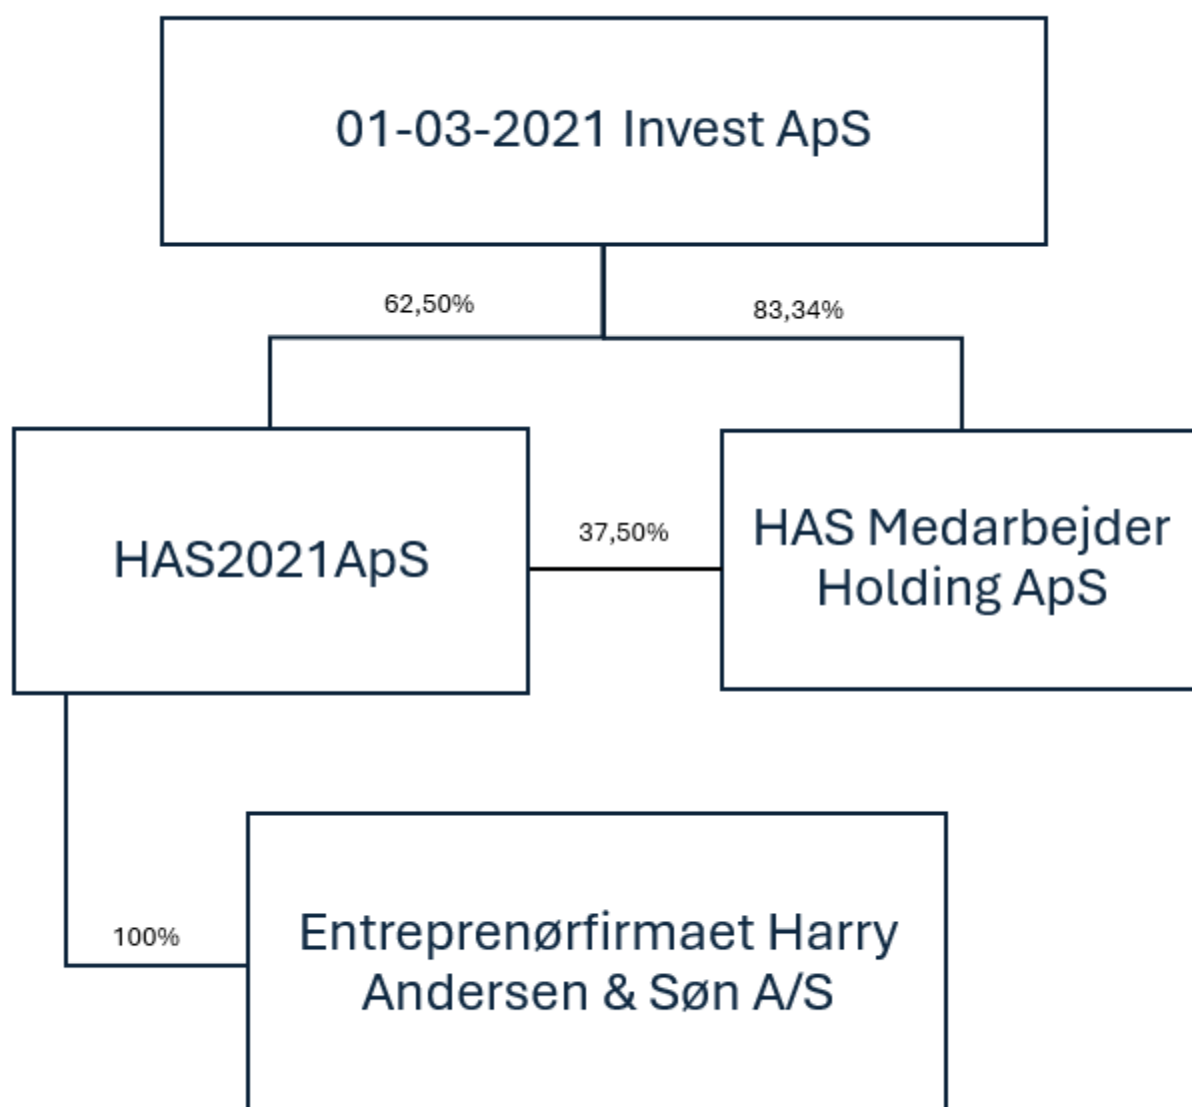 01-03-2021 Invest ApS
62,50%
83,34%
HAS2021ApS
37,50%
HAS Medarbejder
Holding ApS
100%
Entreprenørfirmaet Harry
Andersen & Søn A/S